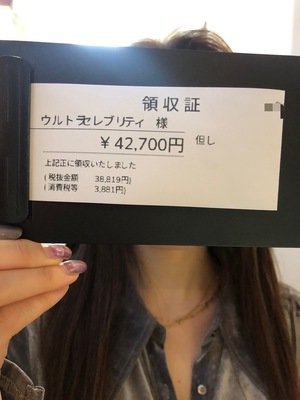 領収証
ウルトラセレブリティ 様
￥42,700円 但し
上記正に領収いたしました
(税抜金額 38,819円)
(消費税等 3,881円)